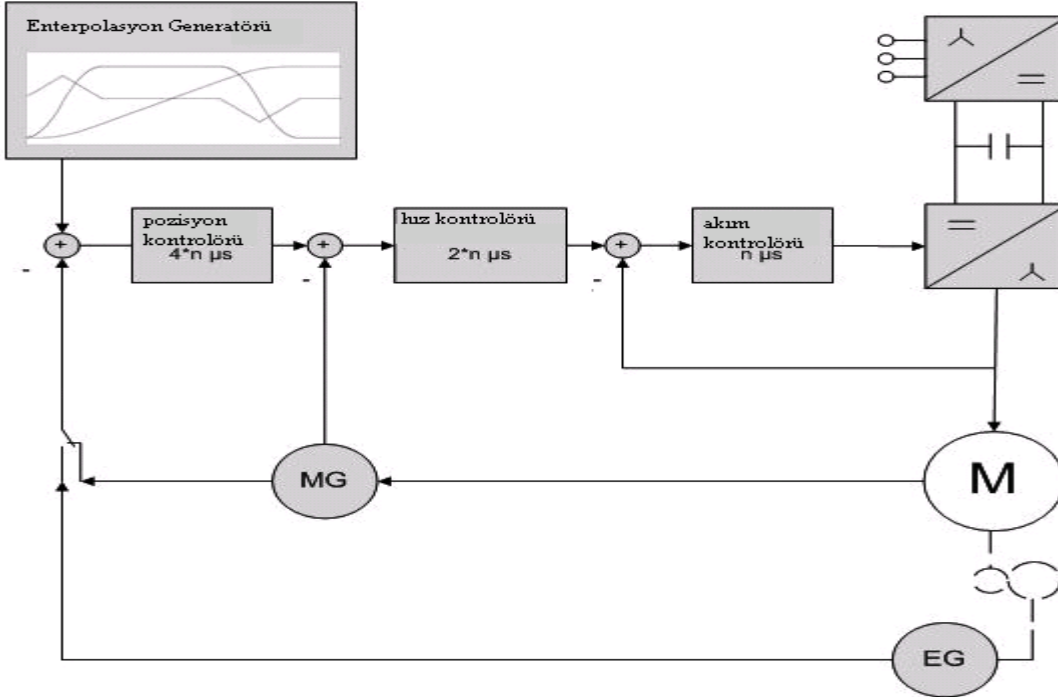 Enterpolasyon Generatörü
pozisyon
kontrolörü
4*n µs
hız kontrolörü
2*n µs
akım
kontrolörü
n µs
+
+
+
-
-
-
MG
M
EG